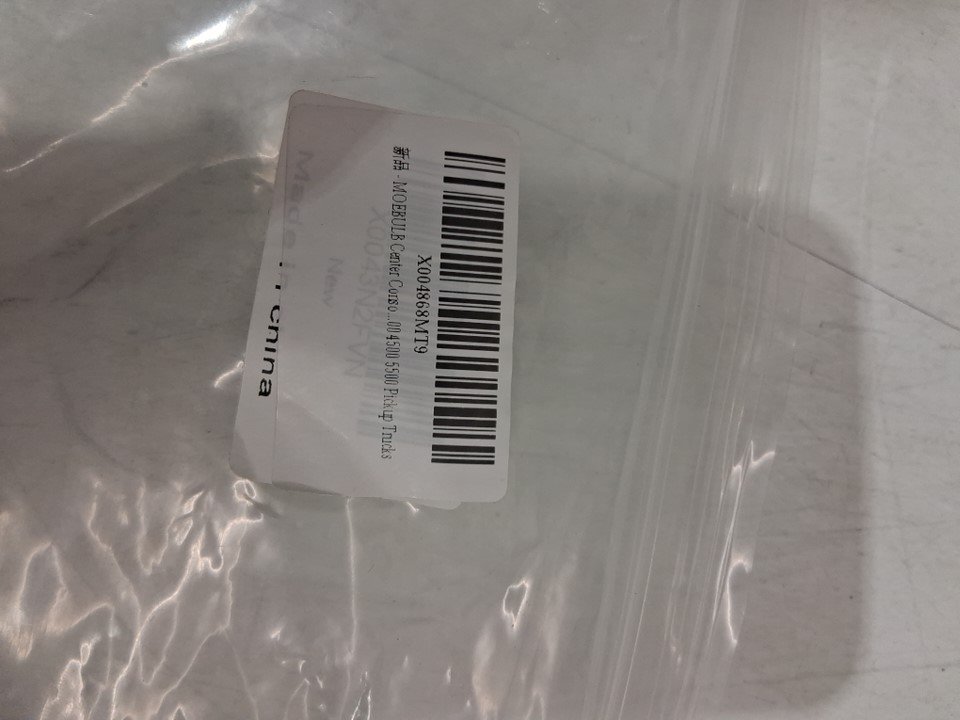 X004868MT9
新品 - MOEBULB Center Conso...00 4500 5500 Pickup Trucks
New
Made in China